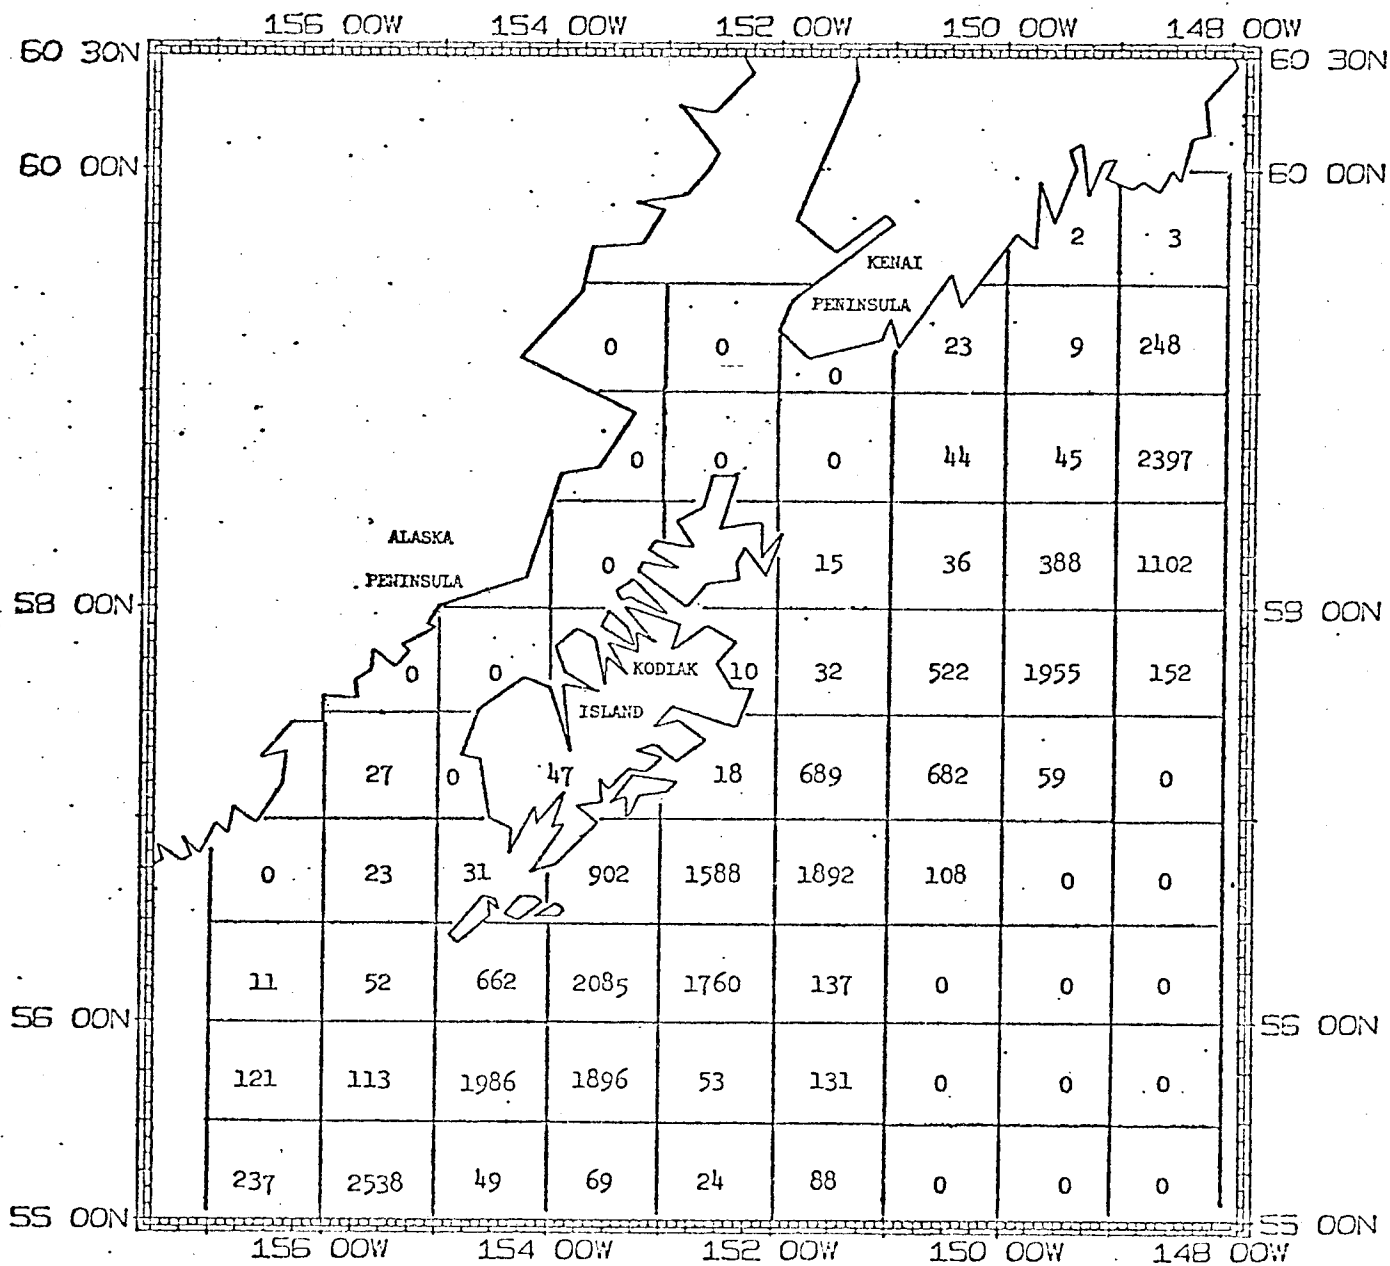 156 00W 154 00W 152 00W 150 00W 148 00W
60 30N 60 30N
60 00N 60 00N
2 3
KENAI
PENINSULA
0 0 23 9 248
0
0 0 0 44 45 2397
ALASKA
PENINSULA
0 15 36 388 1102
58 00N 58 00N
0 0 KODIAK 10 32 522 1955 152
ISLAND
27 0 47 18 689 682 59 0
0 23 31 902 1588 1892 108 0 0
11 52 662 2085 1760 137 0 0 0
56 00N 56 00N
121 113 1986 1896 53 131 0 0 0
237 2538 49 69 24 88 0 0 0
55 00N 55 00N
156 00W 154 00W 152 00W 150 00W 148 00W